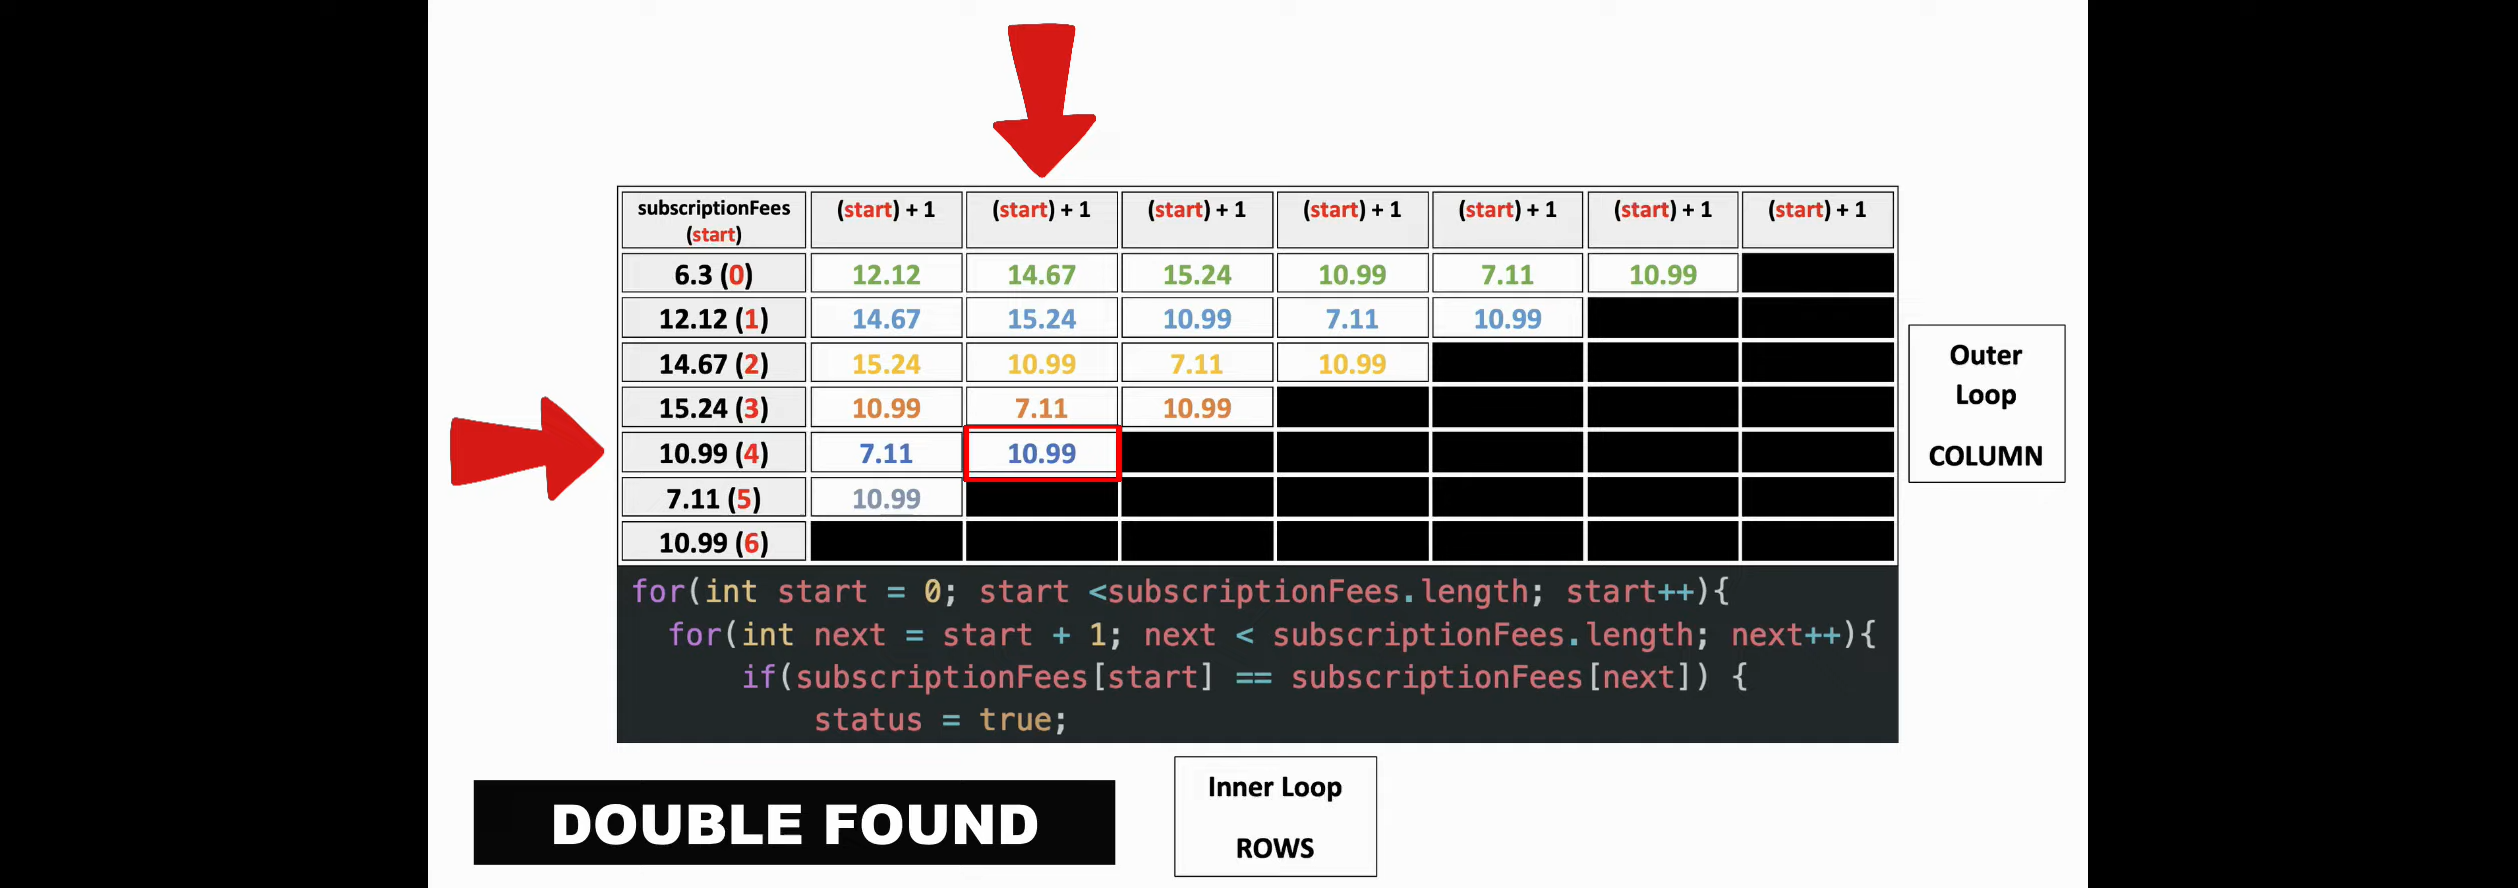 subscriptionFees (start) (start) + 1 (start) + 1 (start) + 1 (start) + 1 (start) + 1 (start) + 1 (start) + 1
6.3 (0) 12.12 14.67 15.24 10.99 7.11 10.99
12.12 (1) 14.67 15.24 10.99 7.11 10.99
14.67 (2) 15.24 10.99 7.11 10.99
15.24 (3) 10.99 7.11 10.99
10.99 (4) 7.11 10.99
7.11 (5) 10.99
10.99 (6)
Outer
Loop
COLUMN
for(int start = 0; start <subscriptionFees.length; start++){
for(int next = start + 1; next < subscriptionFees.length; next++){
if(subscriptionFees[start] == subscriptionFees[next]) {
status = true;
DOUBLE FOUND
Inner Loop
ROWS